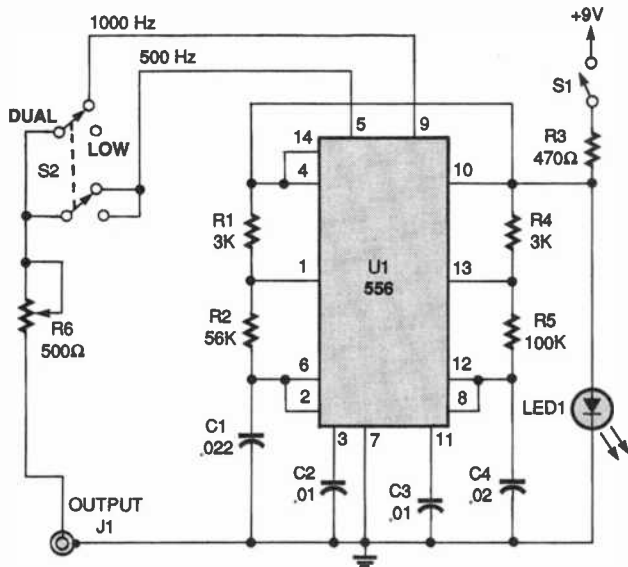 1000 Hz
+9V
500 Hz
S1
DUAL
LOW
S2
5
9
14
4
10
R3
470Ω
R1
3K
R4
3K
1
13
U1
556
R2
56K
R5
100K
R6
500Ω
6
2
12
8
LED1
C1
.022
3
7
11
C2
.01
C3
.01
C4
.02
OUTPUT
J1